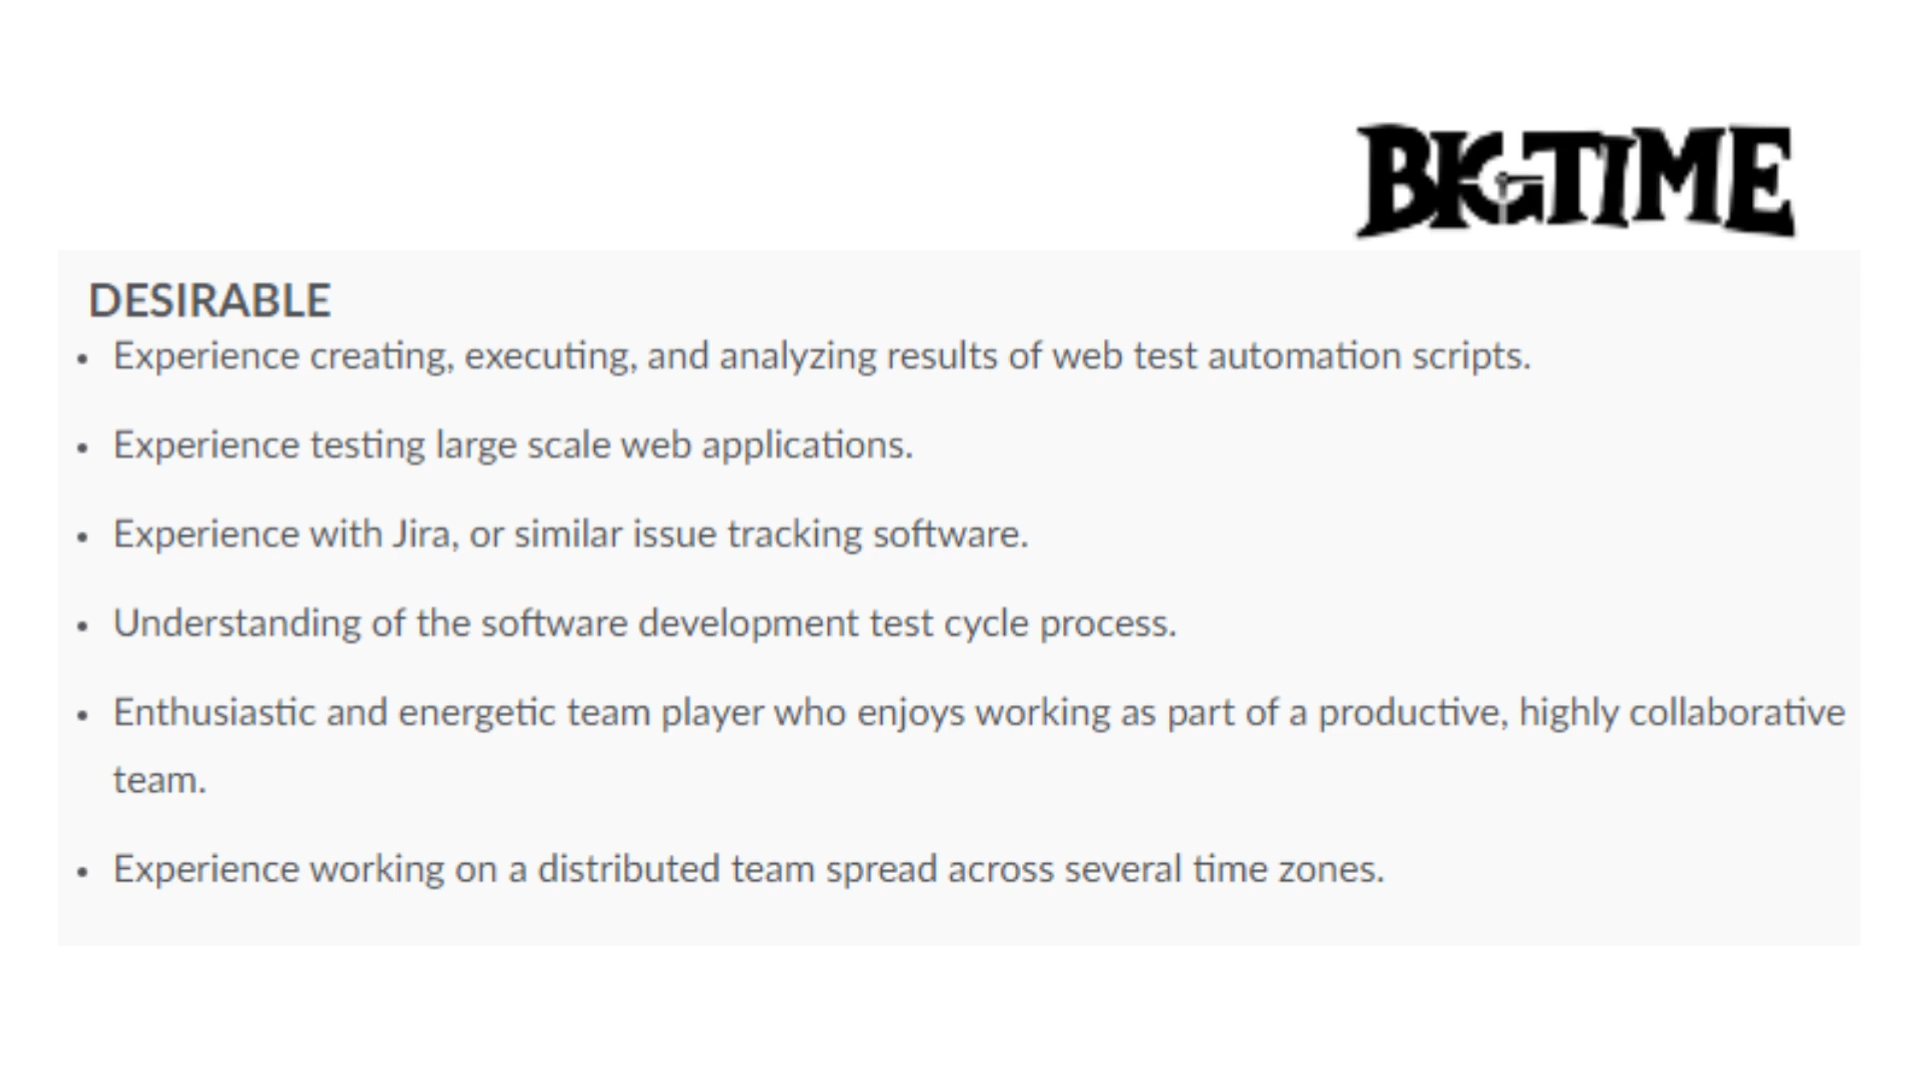 BIGTIME
DESIRABLE
• Experience creating, executing, and analyzing results of web test automation scripts.
• Experience testing large scale web applications.
• Experience with Jira, or similar issue tracking software.
• Understanding of the software development test cycle process.
• Enthusiastic and energetic team player who enjoys working as part of a productive, highly collaborative
team.
• Experience working on a distributed team spread across several time zones.